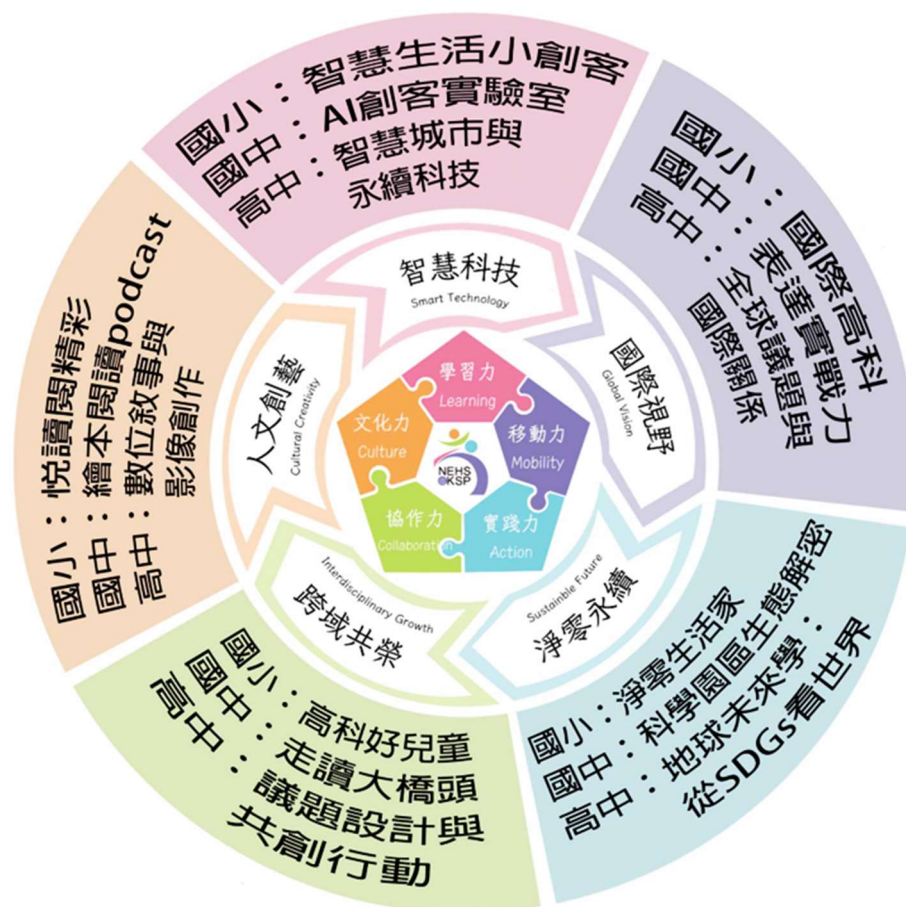 國小：智慧生活小創客
國中：AI創客實驗室
高中：智慧城市與
永續科技
國小：國際高科
國中：表達實戰力
高中：全球議題與
國際關係
國小：淨零生活家
國中：科學園區生態解密
高中：地球未來學：
從SDGs看世界
國小：高科好兒童
國中：走讀大橋頭
高中：議題設計與
共創行動
國小：悅讀閱精彩
國中：繪本閱讀podcast
高中：數位敘事與
影像創作
智慧科技
Smart Technology
國際視野
Global Vision
淨零永續
Sustainble Future
跨域共榮
Interdisciplinary Growth
人文創藝
Cultural Creativity
學習力
Learning
移動力
Mobility
實踐力
Action
協作力
Collaboration
文化力
Culture
NEHS
@KSP